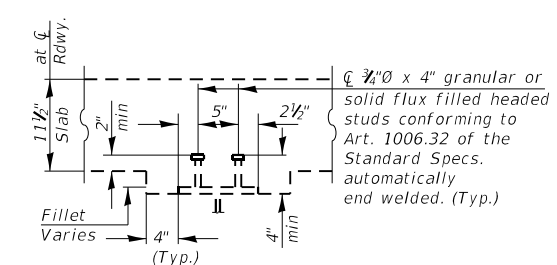 at ℄
Rdwy.
11½"
Slab
2"
min
5"
2½"
℄ ¾"Ø x 4" granular or
solid flux filled headed
studs conforming to
Art. 1006.32 of the
Standard Specs.
automatically
end welded. (Typ.)
Fillet
Varies
4"
(Typ.)
4"
min